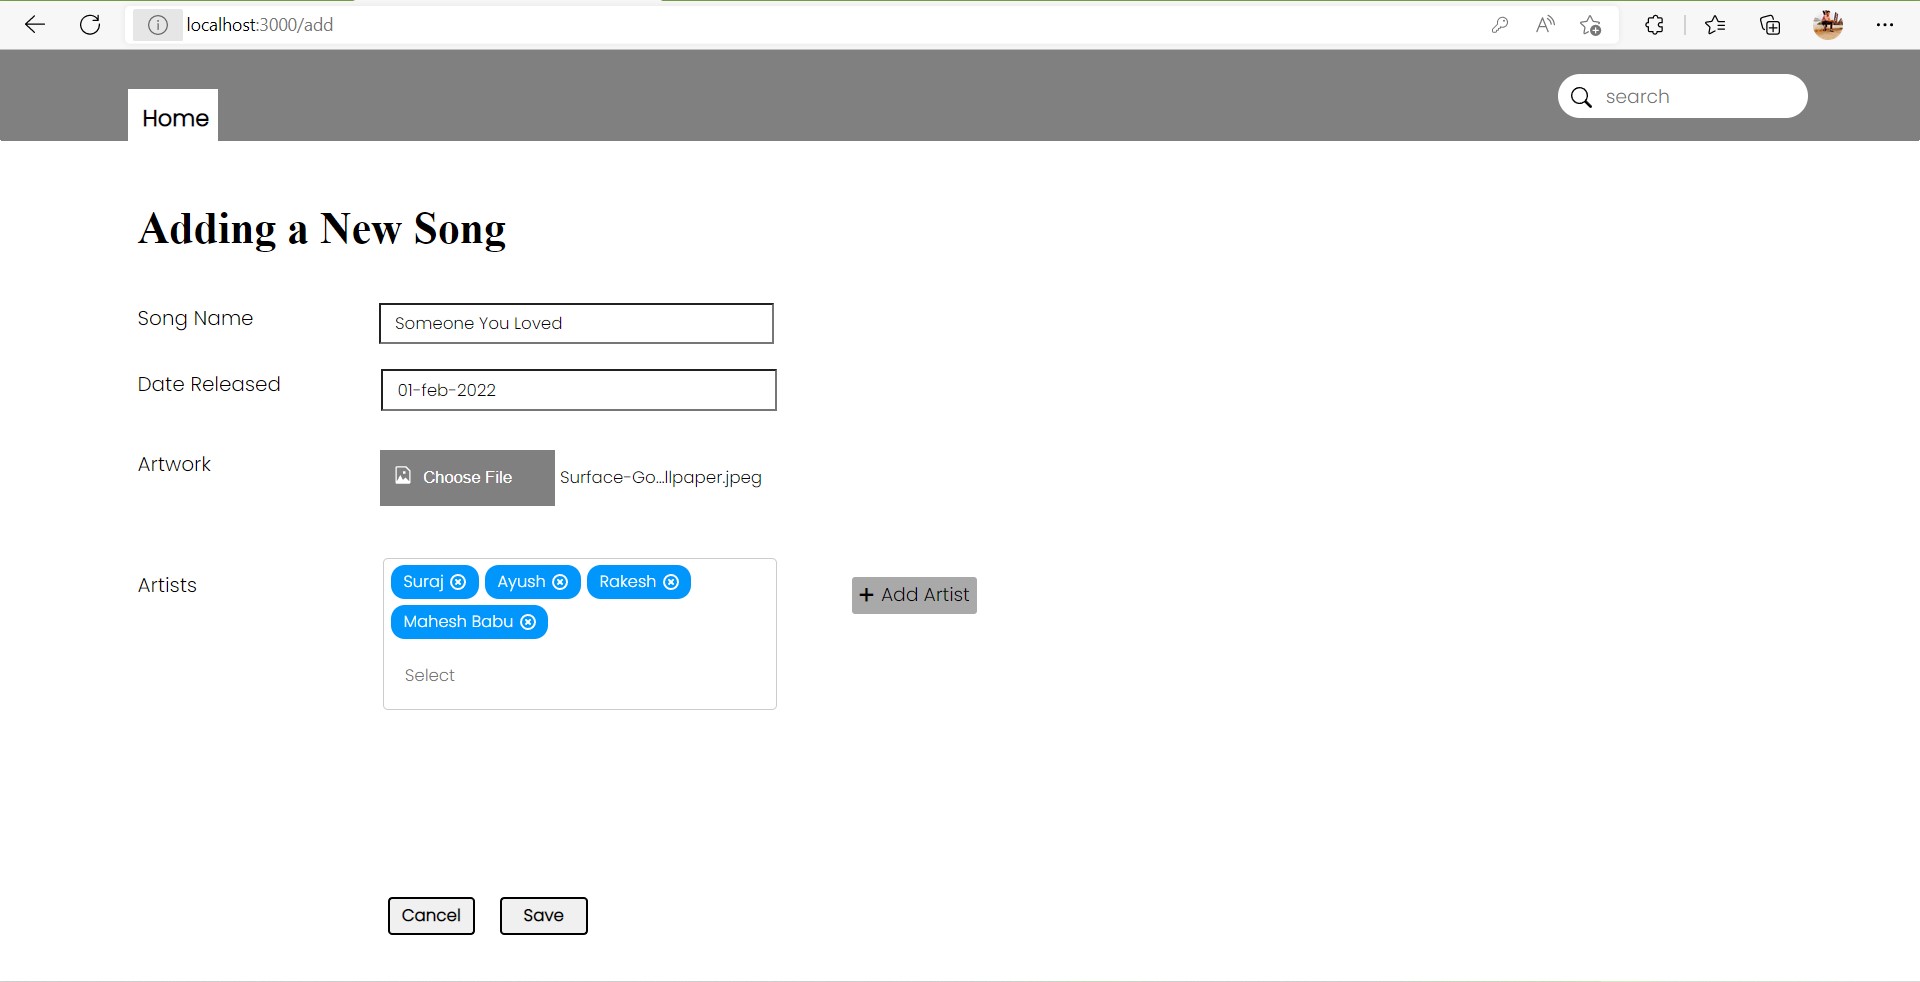 localhost:3000/add
Home
search
Adding a New Song
Song Name
Someone You Loved
Date Released
01-feb-2022
Artwork
Choose File
Surface-Go...llpaper.jpeg
Artists
Suraj Ayush Rakesh
Mahesh Babu
Select
+ Add Artist
Cancel Save